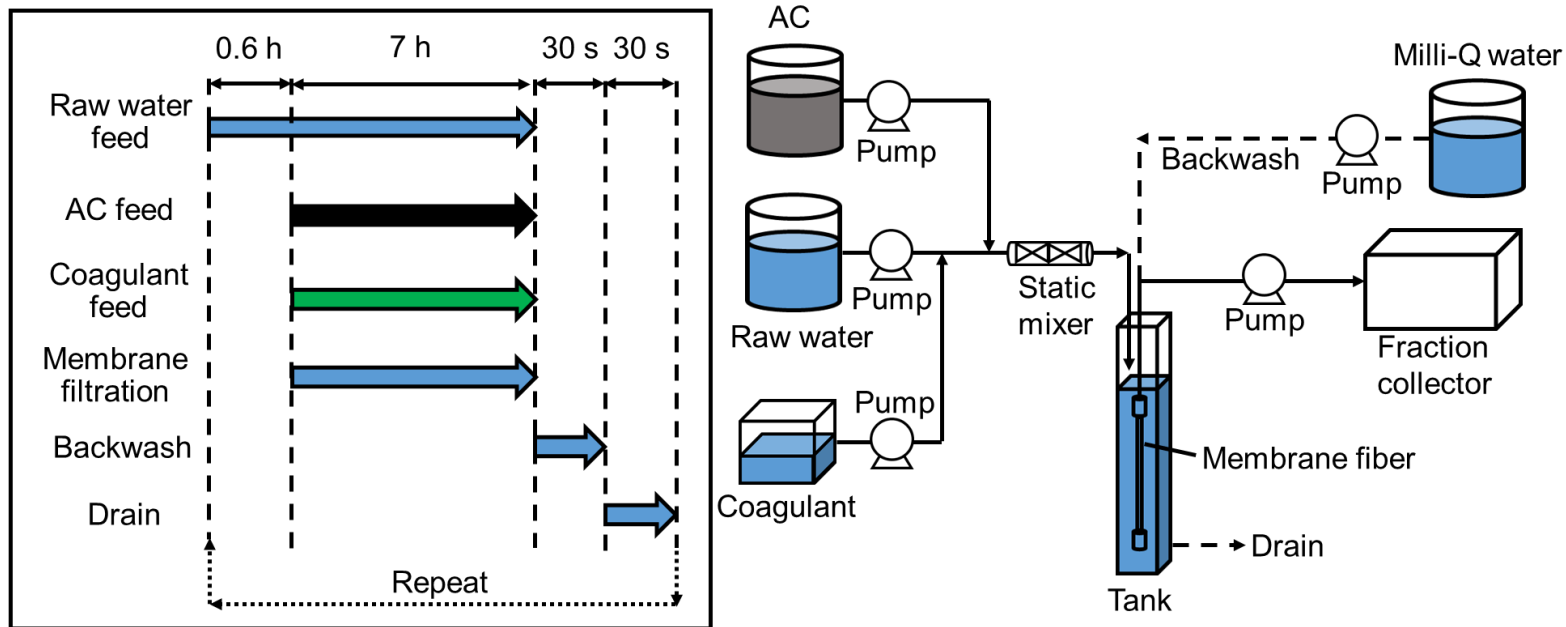 0.6 h
7 h
30 s
30 s
Raw water
feed
AC feed
Coagulant
feed
Membrane
filtration
Backwash
Drain
Repeat
AC
Pump
Raw water
Pump
Coagulant
Pump
Static
mixer
Milli-Q water
Backwash
Pump
Pump
Fraction
collector
Membrane fiber
Drain
Tank